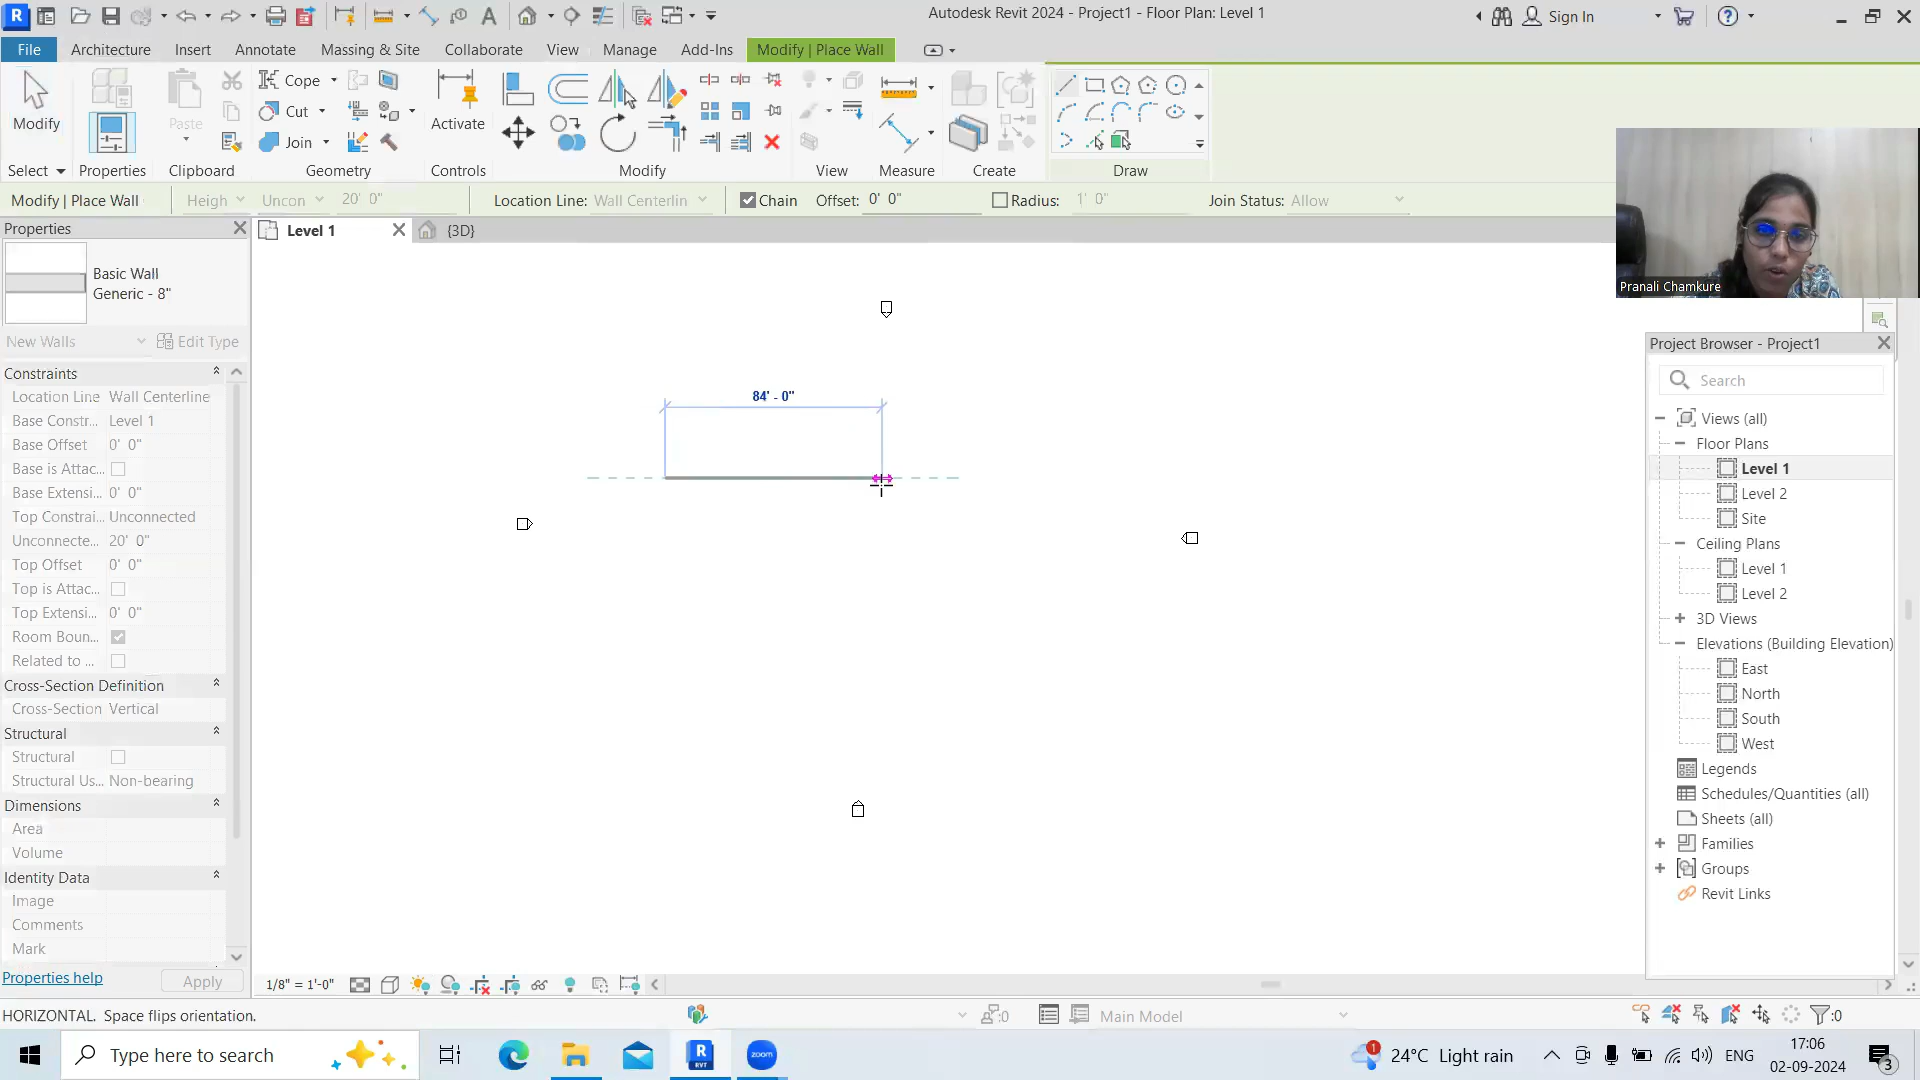 Autodesk Revit 2024 - Project1 - Floor Plan: Level 1
Sign In
File
Architecture
Insert
Annotate
Massing & Site
Collaborate
View
Manage
Add-Ins
Modify | Place Wall
Modify
Paste
Cope
Cut
Join
Activate
Select
Properties
Clipboard
Geometry
Controls
Modify
View
Measure
Create
Draw
Modify | Place Wall
Heigh
Uncon
20' 0"
Location Line: Wall Centerlin
Chain
Offset: 0' 0"
Radius: 1' 0"
Join Status: Allow
Properties
Level 1
{3D}
Basic Wall
Generic - 8"
New Walls
Edit Type
Constraints
Location Line Wall Centerline
Base Constr... Level 1
Base Offset 0' 0"
Base is Attac...
Base Extensi... 0' 0"
Top Constrai... Unconnected
Unconnecte... 20' 0"
Top Offset 0' 0"
Top is Attac...
Top Extensi... 0' 0"
Room Boun...
Related to ...
Cross-Section Definition
Cross-Section Vertical
Structural
Structural
Structural Us... Non-bearing
Dimensions
Area
Volume
Identity Data
Image
Comments
Mark
Properties help
Apply
84' - 0"
Pranali Chamkure
Project Browser - Project1
Search
Views (all)
Floor Plans
Level 1
Level 2
Site
Ceiling Plans
Level 1
Level 2
3D Views
Elevations (Building Elevation)
East
North
South
West
Legends
Schedules/Quantities (all)
Sheets (all)
Families
Groups
Revit Links
1/8" = 1'-0"
HORIZONTAL. Space flips orientation.
:0
Main Model
:0
Type here to search
R
RVT
zoom
1
24°C Light rain
ENG
17:06
02-09-2024
3